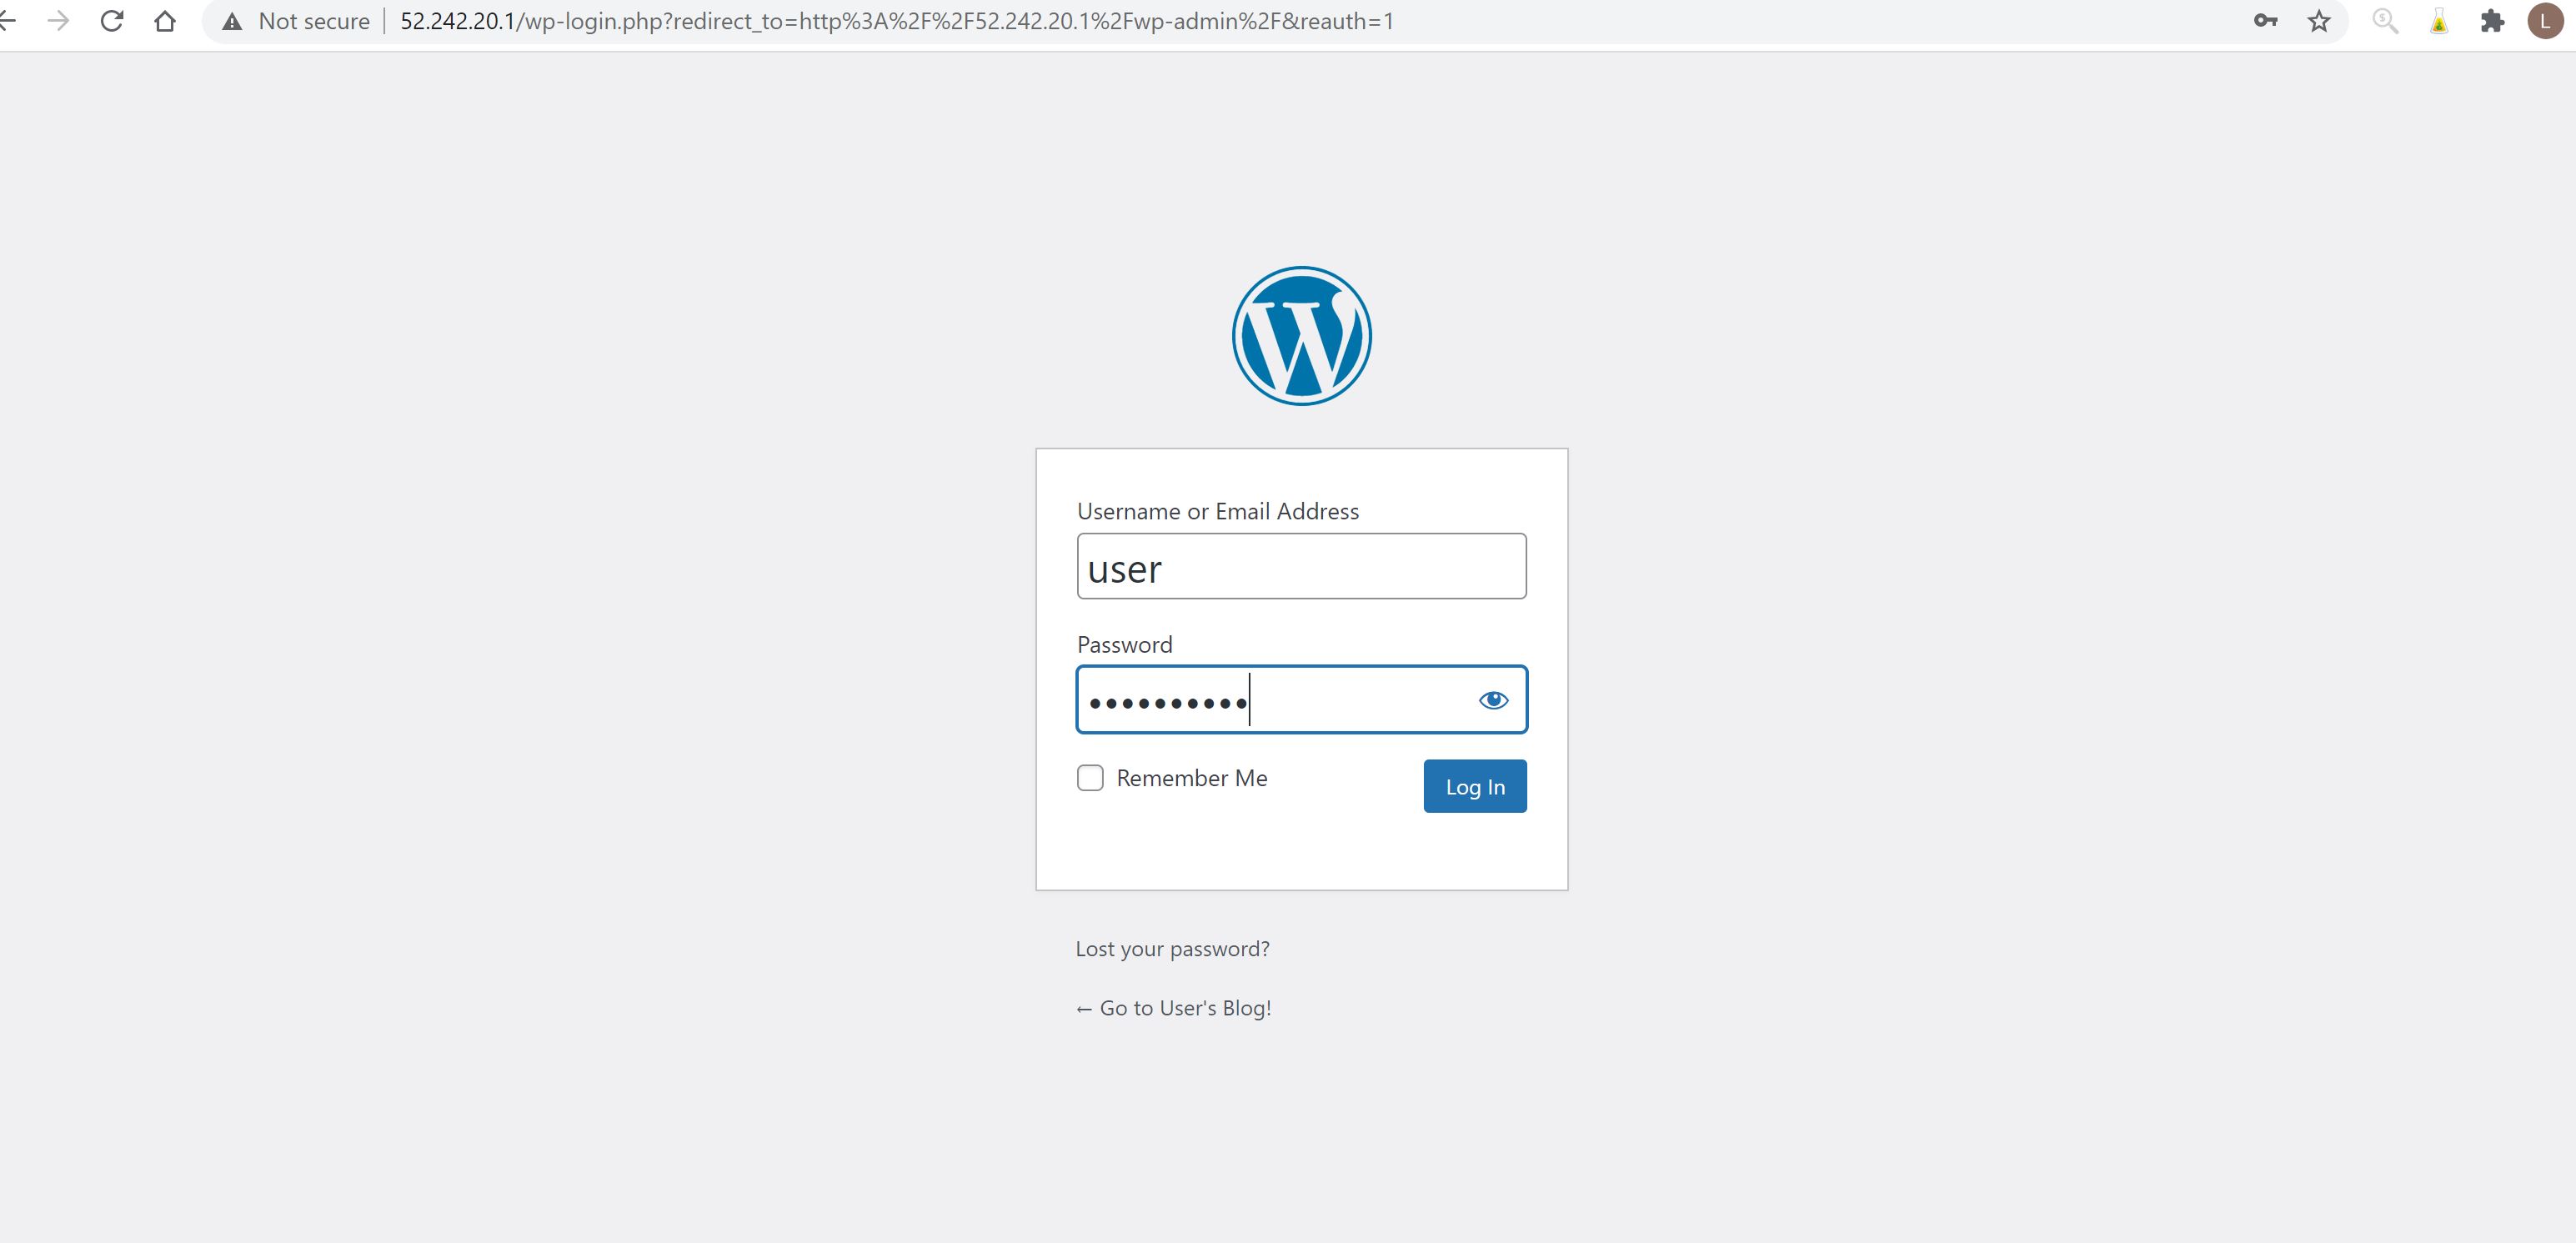 Not secure | 52.242.20.1/wp-login.php?redirect_to=http%3A%2F%2F52.242.20.1%2Fwp-admin%2F&reauth=1
L
Username or Email Address
user
Password
••••••••••
Remember Me
Log In
Lost your password?
← Go to User's Blog!